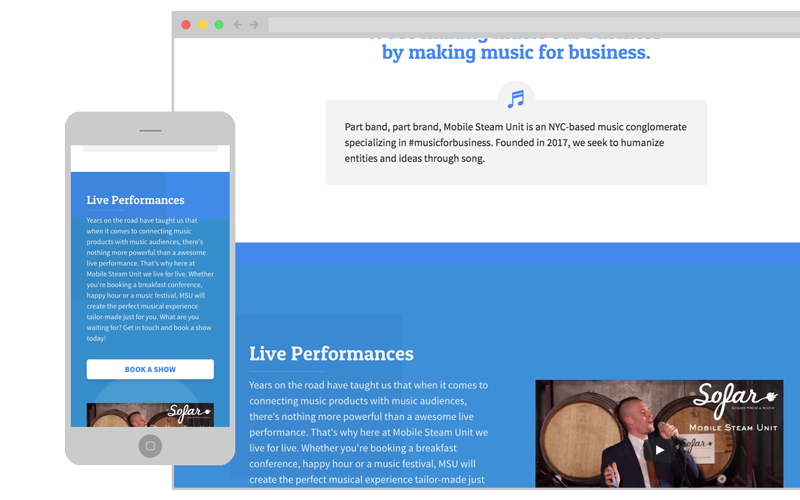 by making music for business.
Part band, part brand, Mobile Steam Unit is an NYC-based music conglomerate
specializing in #musicforbusiness. Founded in 2017, we seek to humanize
entities and ideas through song.
Live Performances
Years on the road have taught us that
when it comes to connecting music
products with music audiences, there's
nothing more powerful than a awesome
live performance. That's why here at
Mobile Steam Unit we live for live. Whether
you're booking a breakfast conference,
happy hour or a music festival, MSU will
create the perfect musical experience
tailor-made just for you. What are you
waiting for? Get in touch and book a show
today!
BOOK A SHOW
Sofar
Live Performances
Years on the road have taught us that when it comes to
connecting music products with music audiences,
there's nothing more powerful than a awesome live
performance. That's why here at Mobile Steam Unit we
live for live. Whether you're booking a breakfast
conference, happy hour or a music festival, MSU will
create the perfect musical experience tailor-made just
Sofar
SONGS FROM A ROOM
MOBILE STEAM UNIT